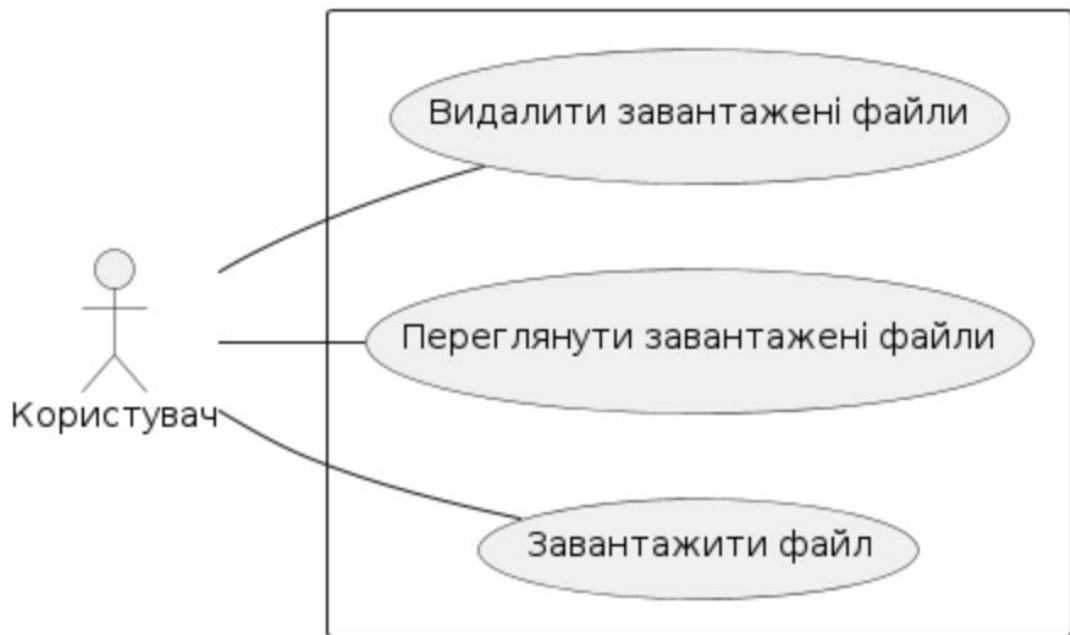 Видалити завантажені файли
Переглянути завантажені файли
Користувач
Завантажити файл